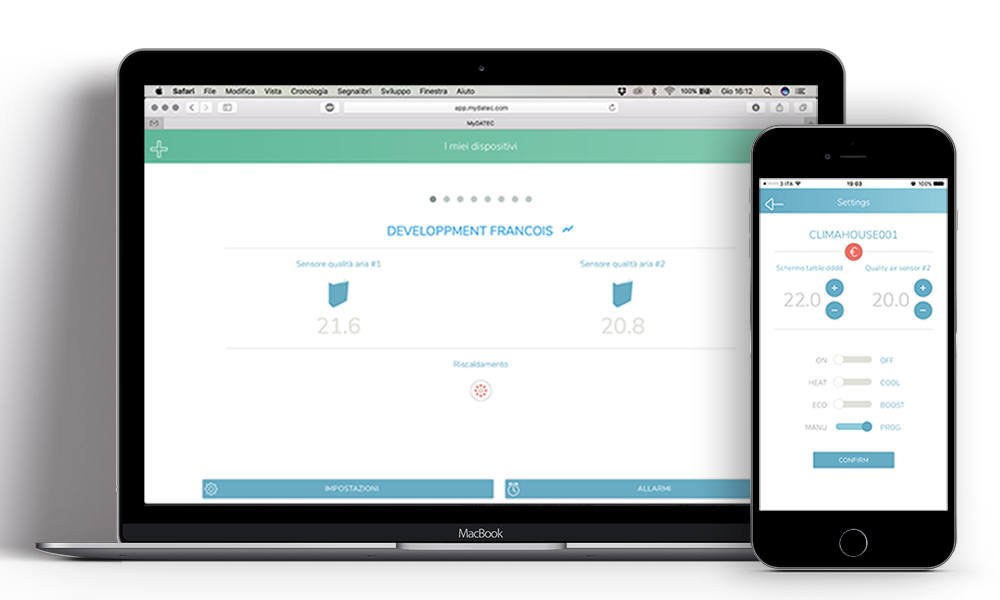 Safari File Modifica Vista Cronologia Segnalibri Sviluppo Finestra Aiuto 100% Gio 16:12
app.mydatec.com
MyDATEC
I miei dispositivi
DEVELOPPMENT FRANCOIS
Sensore qualità aria #1 Sensore qualità aria #2
21.6 20.8
Riscaldamento
IMPOSTAZIONI ALLARMI
MacBook
3 ITA 19:03 100%
Settings
CLIMAHOUSE001
€
Schermo tattile dddd Quality air sensor #2
22.0 + - 20.0 + -
ON OFF
HEAT COOL
ECO BOOST
MANU PROG
CONFIRM